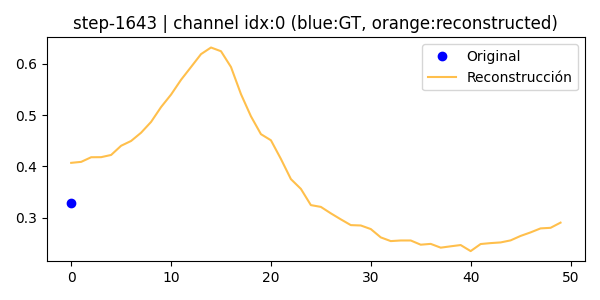 step-1643 | channel idx:0 (blue:GT, orange:reconstructed)
Original
Reconstrucción
0.6
0.5
0.4
0.3
0 10 20 30 40 50